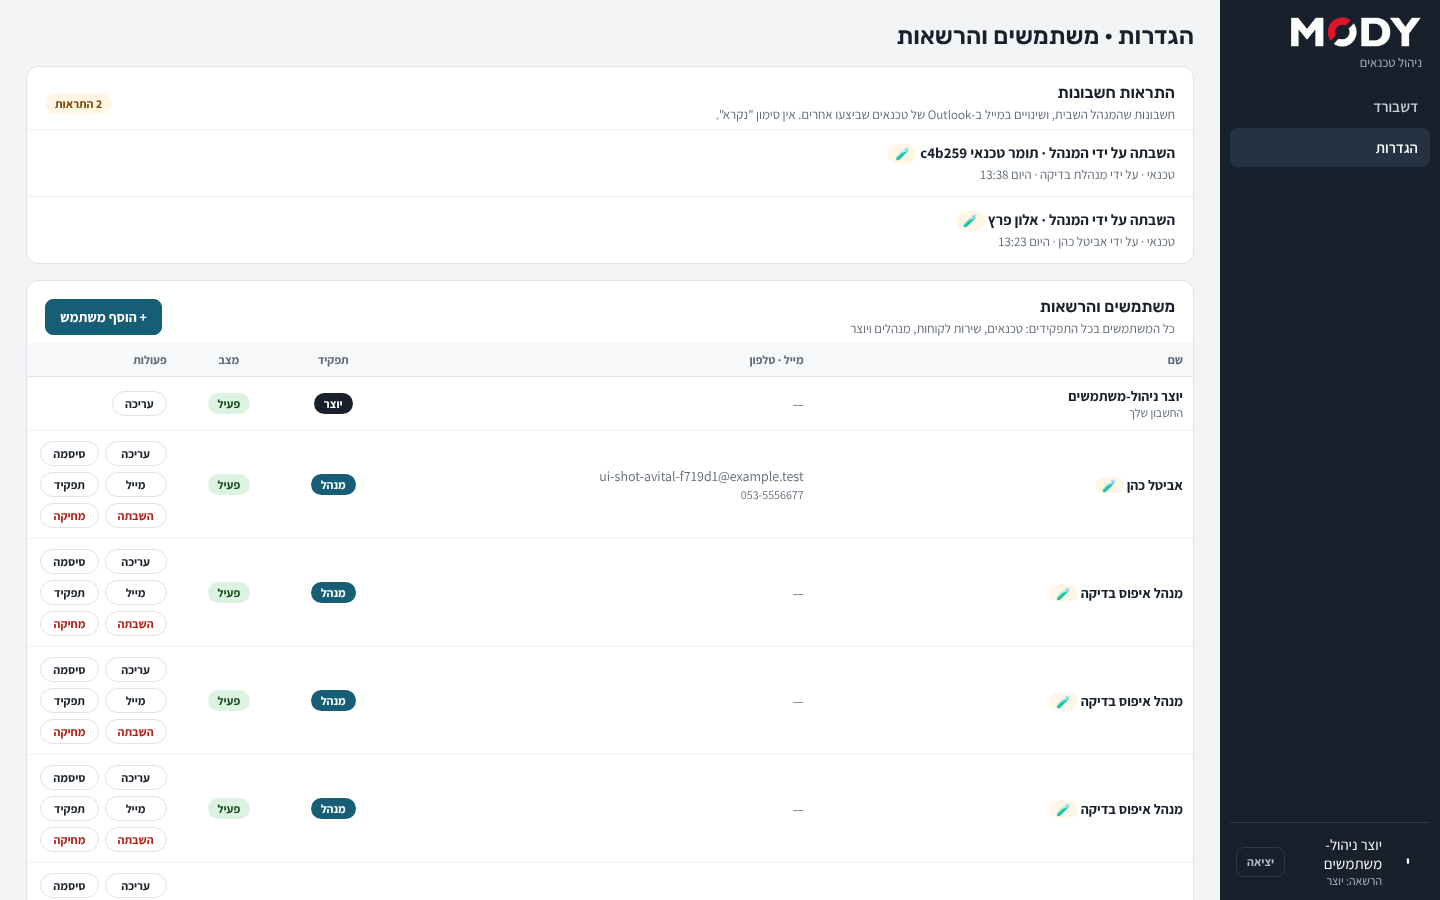 MODY
ניהול טכנאים
דשבורד
הגדרות
הגדרות • משתמשים והרשאות
התראות חשבונות
חשבונות שהמנהל השבית, ושינויים במייל ב-Outlook של טכנאים שביצעו אחרים. אין סימון "נקרא".
2 התראות
השבתה על ידי המנהל · תומר טכנאי c4b259 🧪
טכנאי · על ידי מנהלת בדיקה · היום 13:38
השבתה על ידי המנהל · אלון פרץ 🧪
טכנאי · על ידי אביטל כהן · היום 13:23
משתמשים והרשאות
כל המשתמשים בכל התפקידים: טכנאים, שירות לקוחות, מנהלים ויוצר
+ הוסף משתמש
שם מייל · טלפון תפקיד מצב פעולות
יוצר ניהול-משתמשים
החשבון שלך
— יוצר פעיל עריכה
אביטל כהן 🧪
ui-shot-avital-f719d1@example.test
053-5556677
מנהל פעיל
עריכה סיסמה
מייל תפקיד
השבתה מחיקה
מנהל איפוס בדיקה 🧪 — מנהל פעיל
עריכה סיסמה
מייל תפקיד
השבתה מחיקה
מנהל איפוס בדיקה 🧪 — מנהל פעיל
עריכה סיסמה
מייל תפקיד
השבתה מחיקה
מנהל איפוס בדיקה 🧪 — מנהל פעיל
עריכה סיסמה
מייל תפקיד
השבתה מחיקה
עריכה סיסמה
י
יוצר ניהול-
משתמשים
הרשאה: יוצר
יציאה